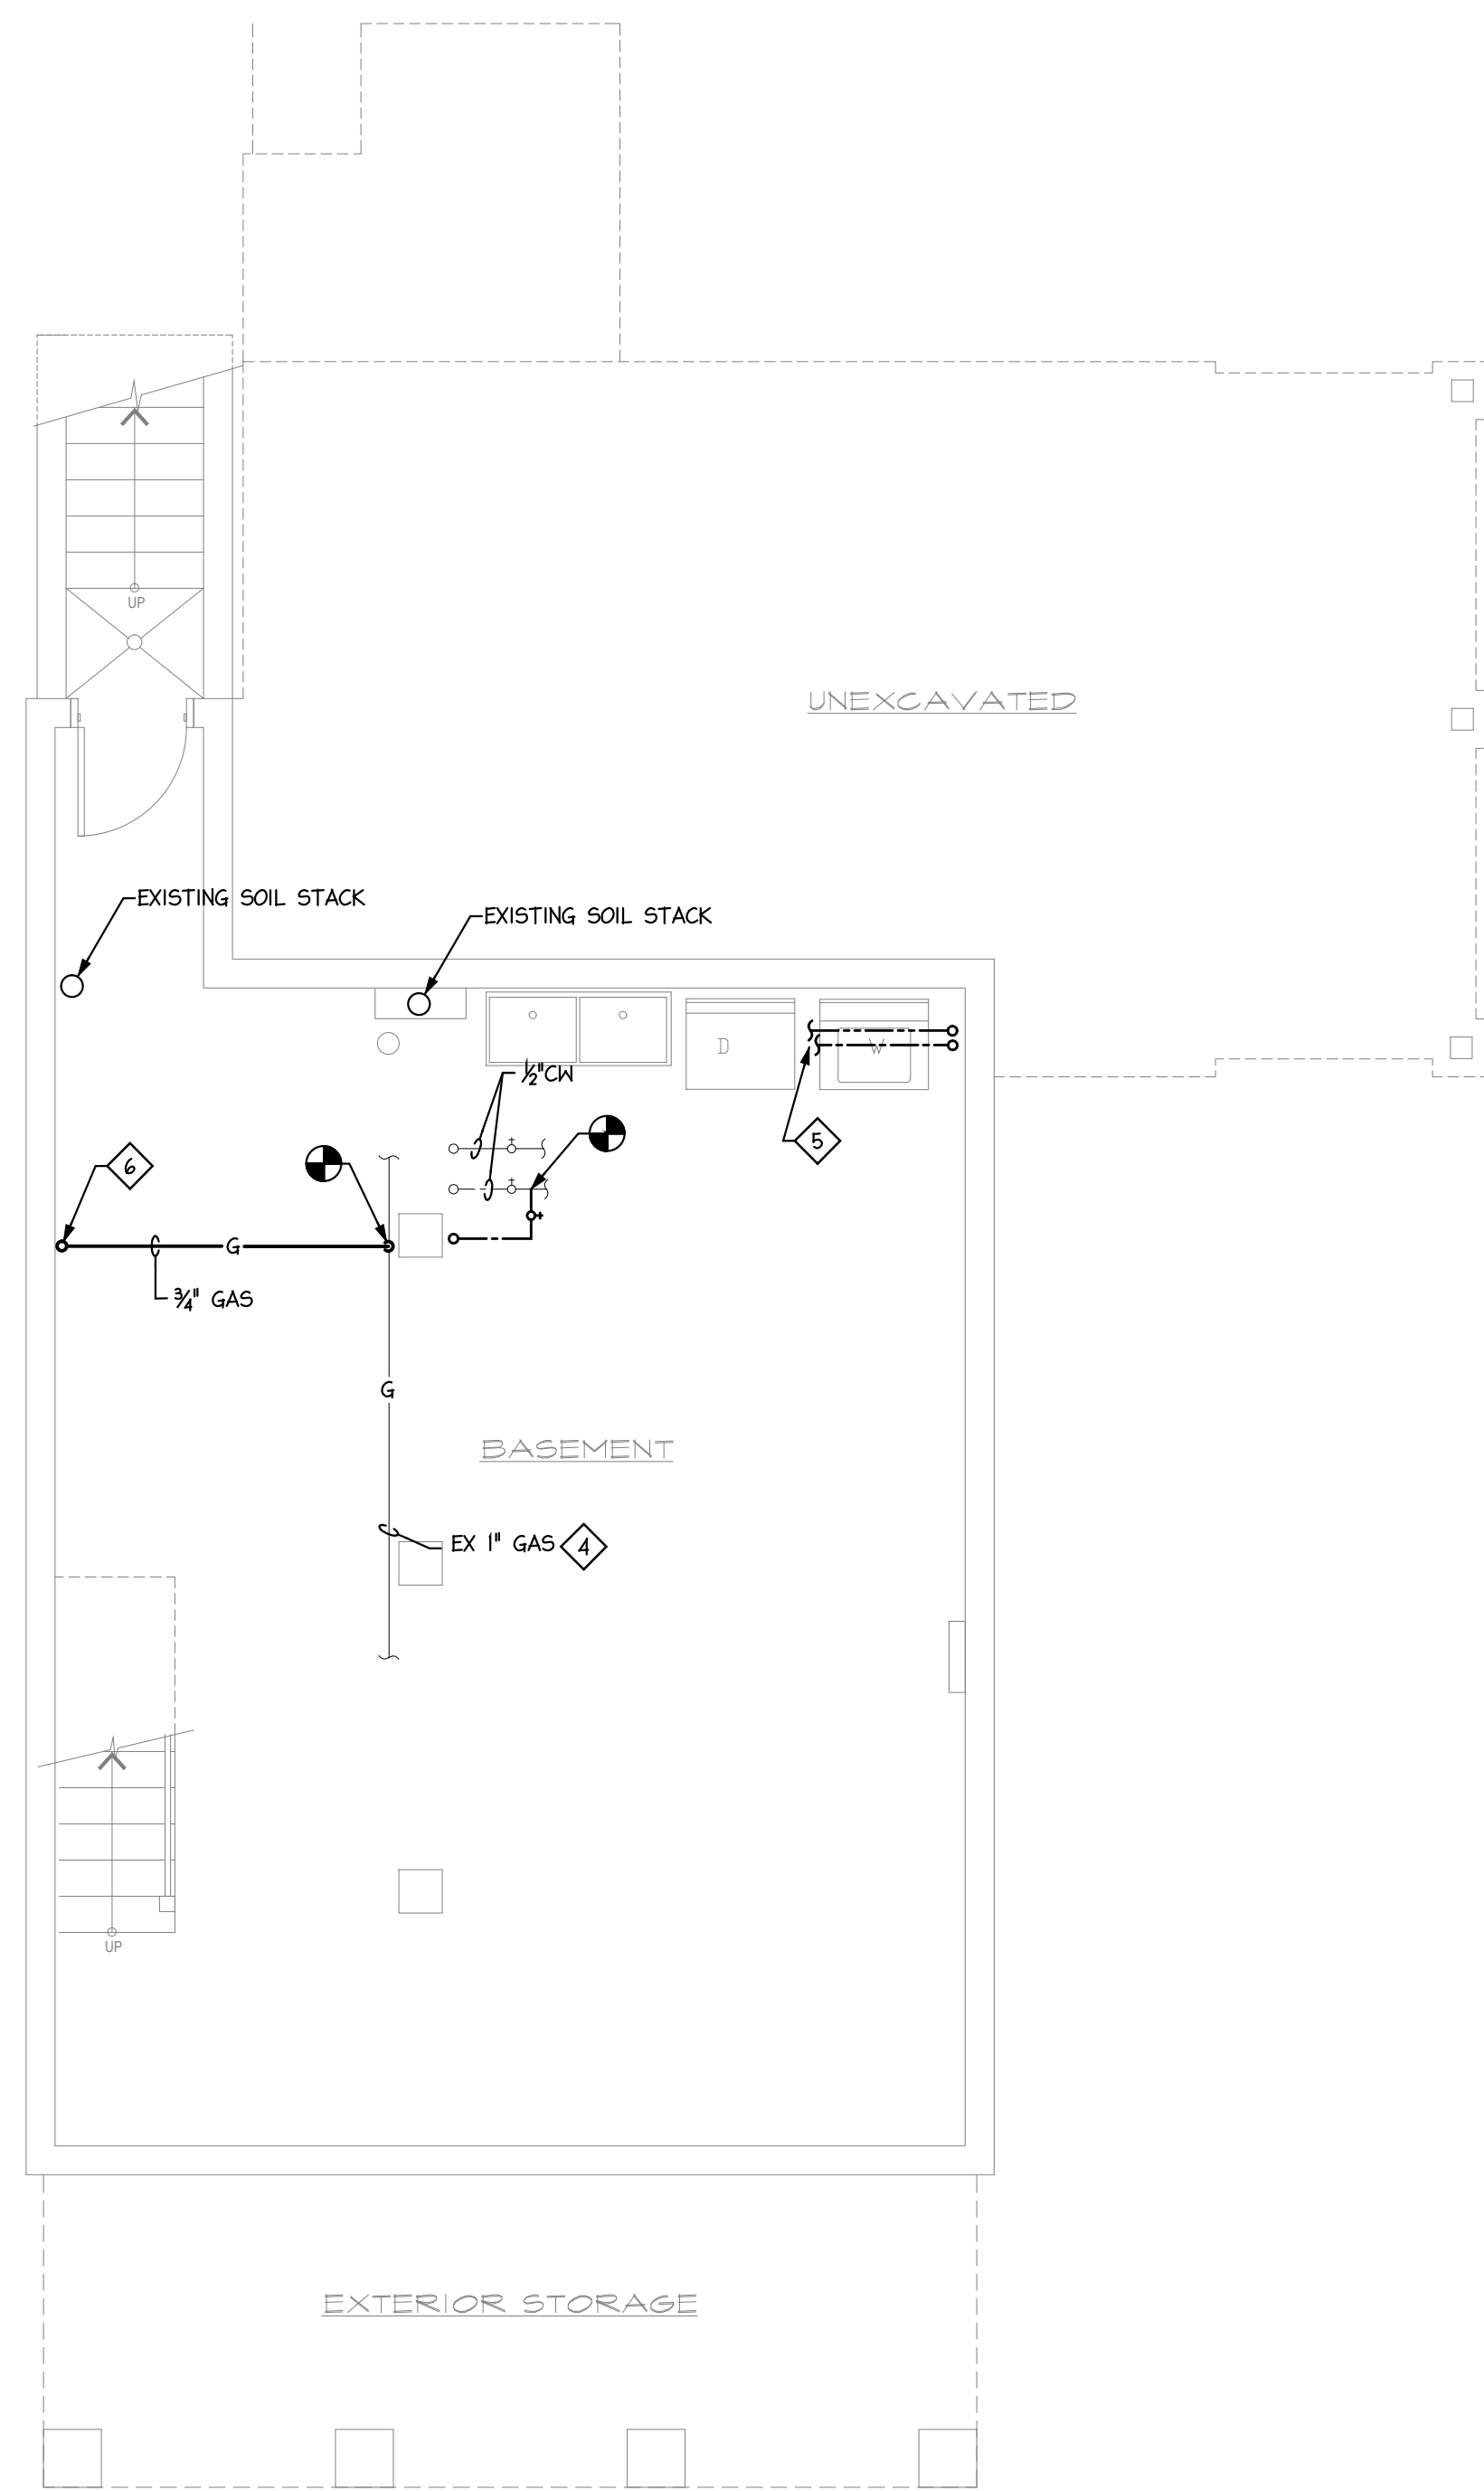 UP
UNEXCAVATED
EXISTING SOIL STACK
EXISTING SOIL STACK
D
W
1/2"CW
5
6
G
3/4" GAS
G
BASEMENT
EX 1" GAS 4
UP
EXTERIOR STORAGE